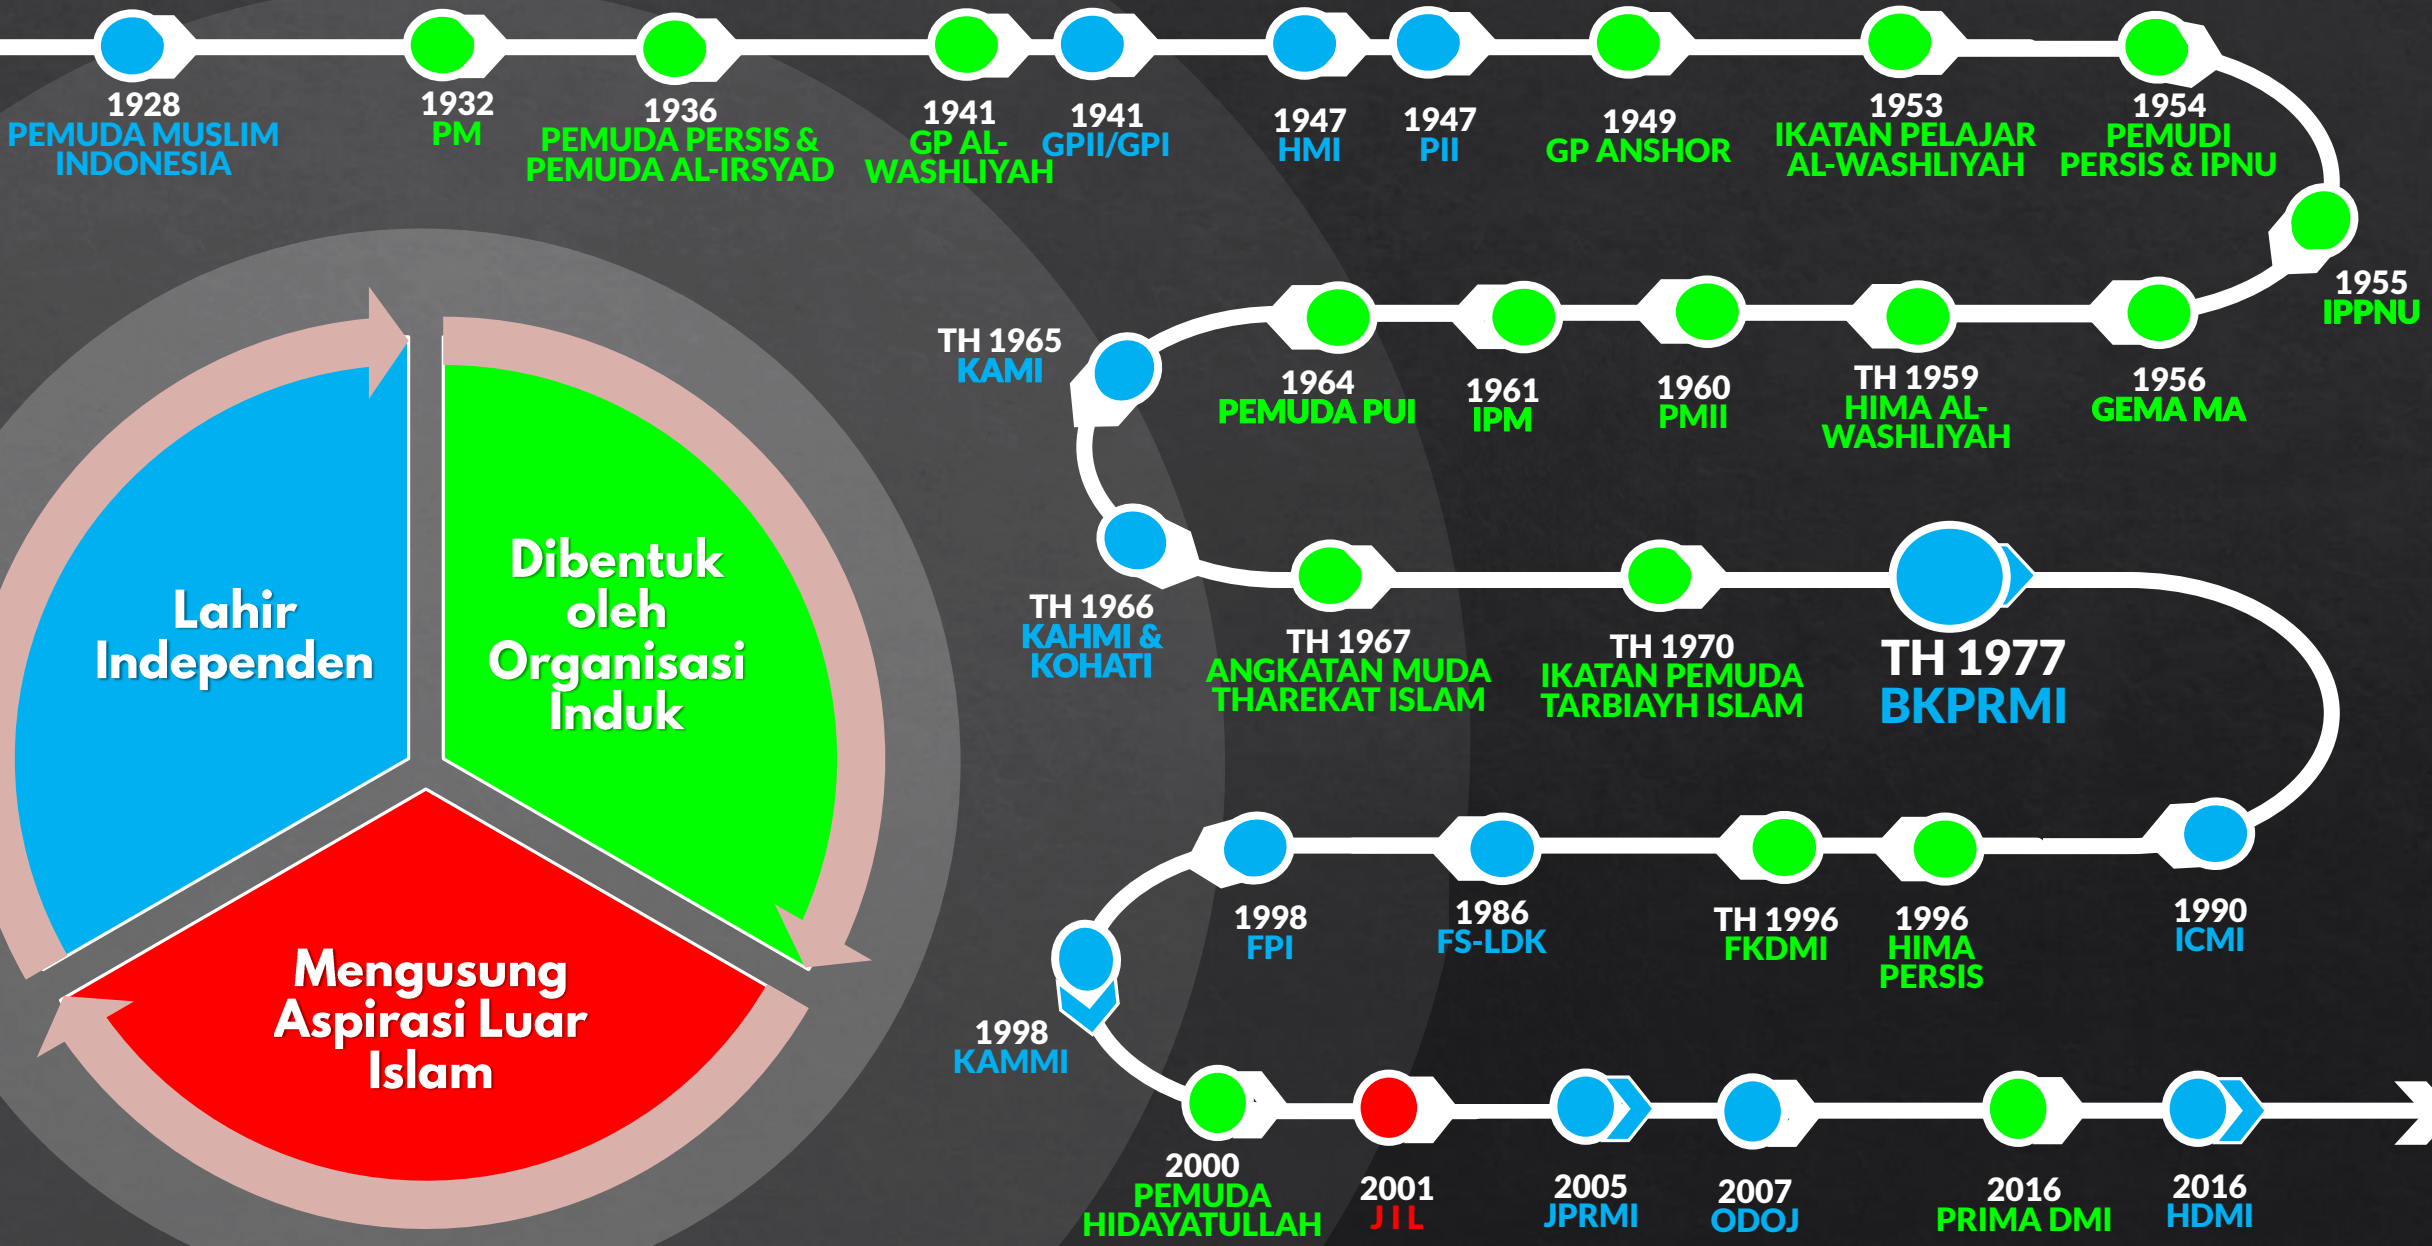 1928
PEMUDA MUSLIM
INDONESIA
1932
PM
1936
PEMUDA PERSIS &
PEMUDA AL-IRSYAD
1941
GP AL-
WASHLIYAH
1941
GPII/GPI
1947
HMI
1947
PII
1949
GP ANSHOR
1953
IKATAN PELAJAR
AL-WASHLIYAH
1954
PEMUDI
PERSIS & IPNU
1955
IPPNU
1956
GEMA MA
TH 1959
HIMA AL-
WASHLIYAH
1960
PMII
1961
IPM
1964
PEMUDA PUI
TH 1965
KAMI
TH 1966
KAHMI &
KOHATI
TH 1967
ANGKATAN MUDA
THAREKAT ISLAM
TH 1970
IKATAN PEMUDA
TARBIAYH ISLAM
TH 1977
BKPRMI
1990
ICMI
1996
HIMA
PERSIS
TH 1996
FKDMI
1986
FS-LDK
1998
FPI
1998
KAMMI
2000
PEMUDA
HIDAYATULLAH
2001
J I L
2005
JPRMI
2007
ODOJ
2016
PRIMA DMI
2016
HDMI
Lahir
Independen
Dibentuk
oleh
Organisasi
Induk
Mengusung
Aspirasi Luar
Islam